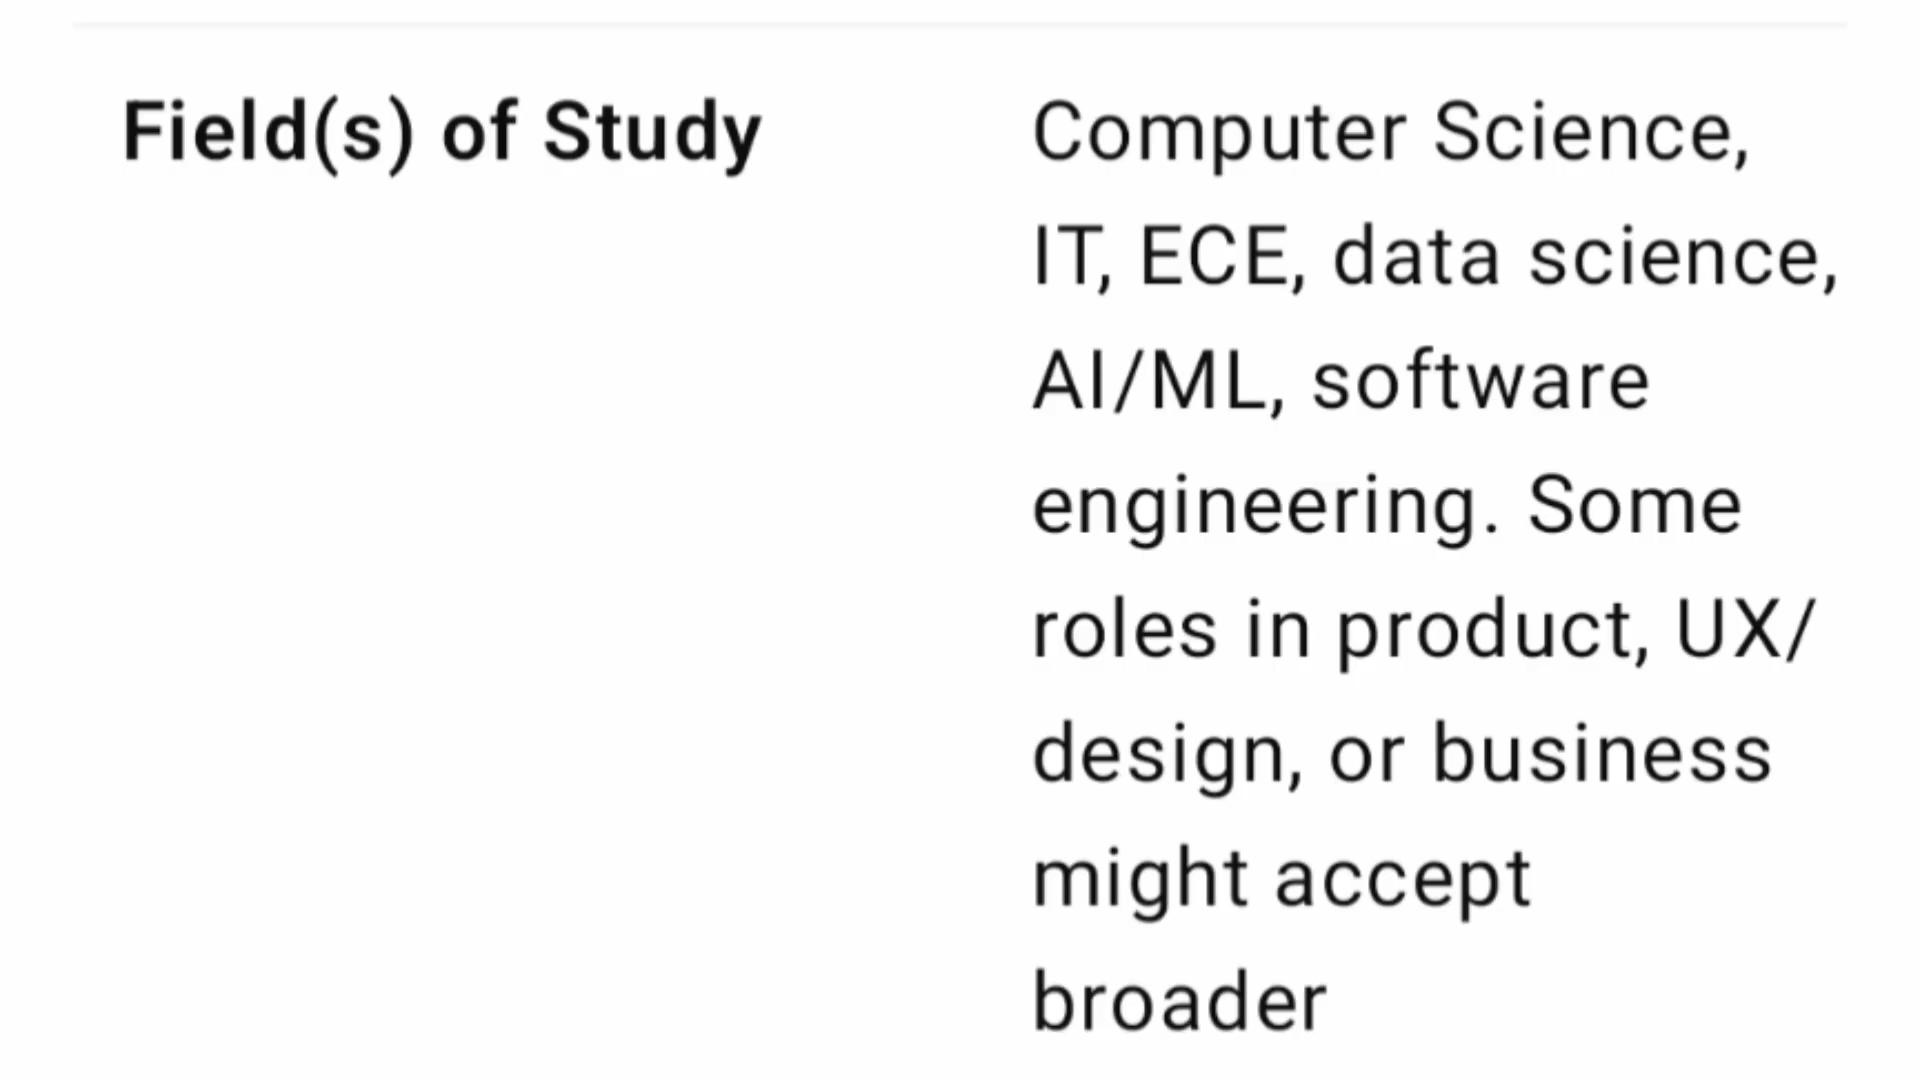 Field(s) of Study
Computer Science,
IT, ECE, data science,
AI/ML, software
engineering. Some
roles in product, UX/
design, or business
might accept
broader